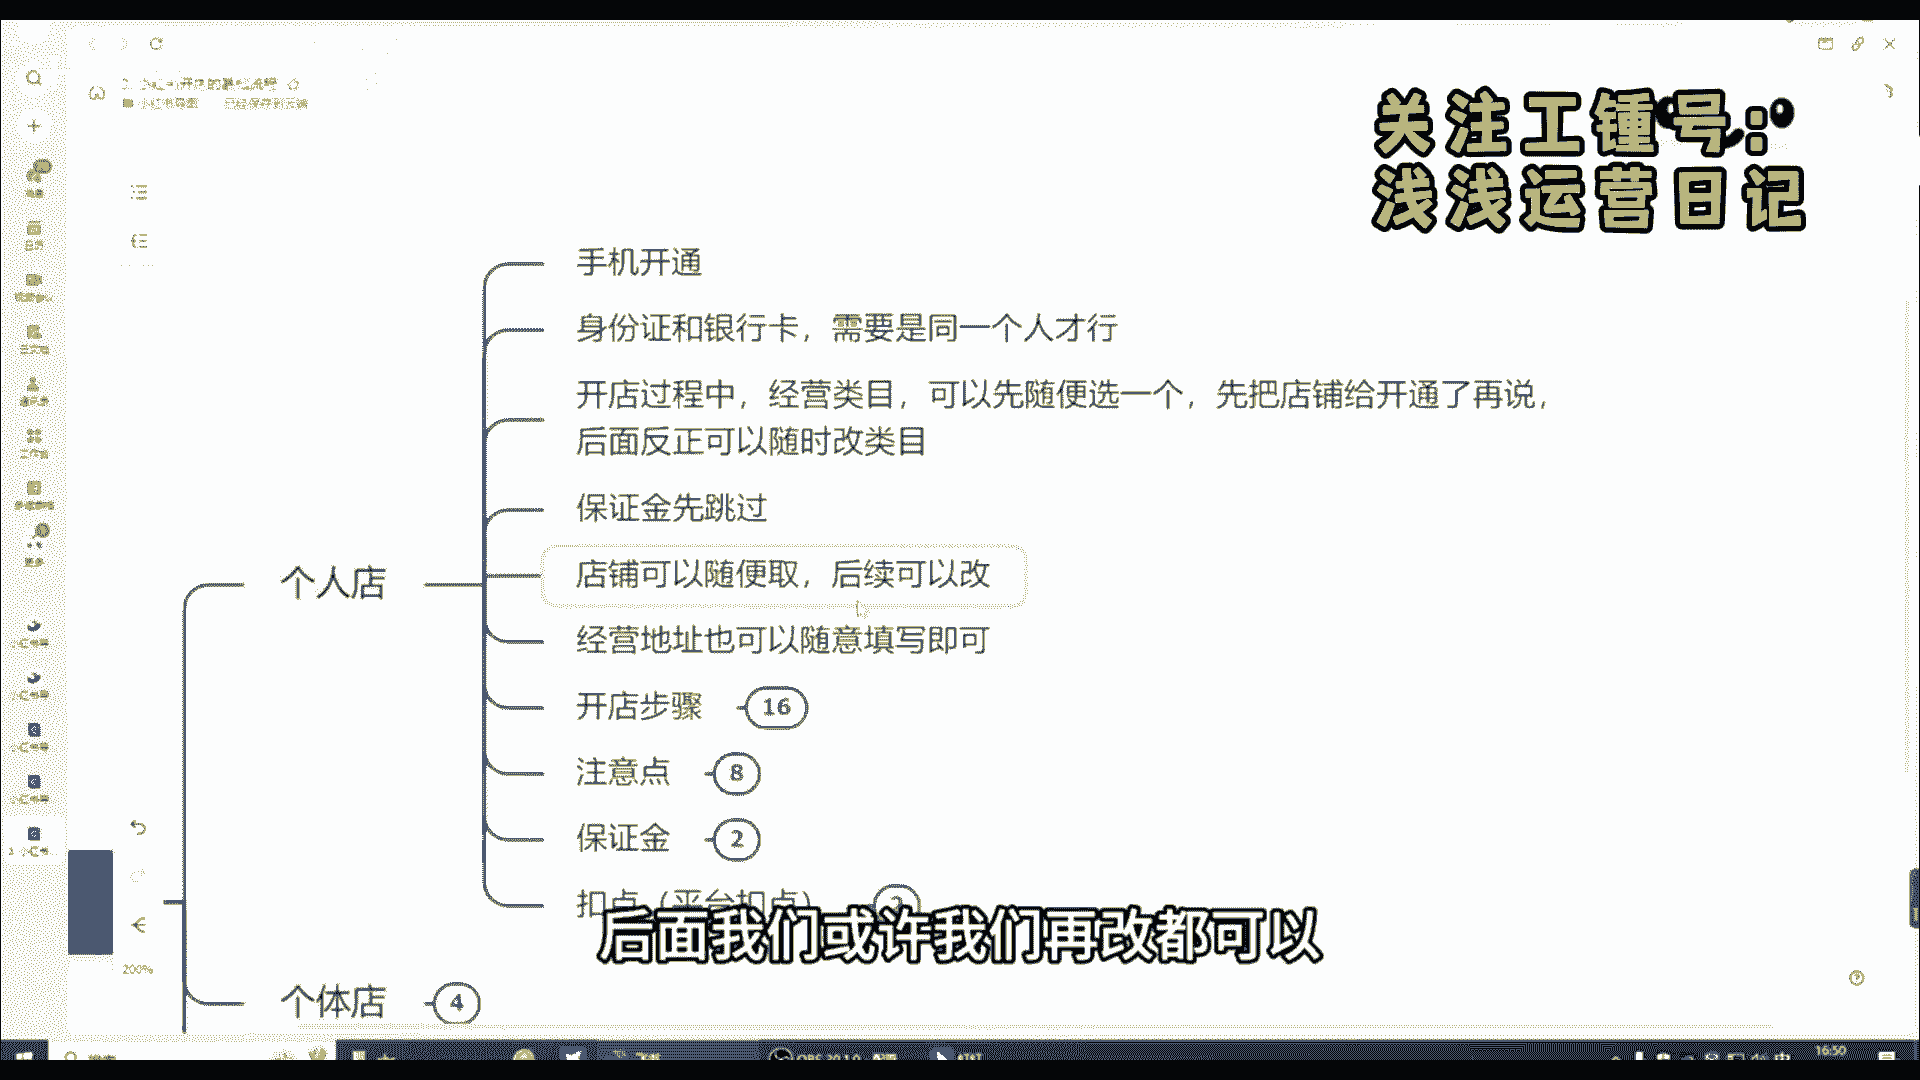 关注工锺号:
浅浅运营日记
手机开通
身份证和银行卡，需要是同一个人才行
开店过程中，经营类目，可以先随便选一个，先把店铺给开通了再说，
后面反正可以随时改类目
保证金先跳过
个人店
店铺可以随便取，后续可以改
经营地址也可以随意填写即可
开店步骤 16
注意点 8
保证金 2
扣点（平台扣点）
后面我们或许我们再改都可以
200%
个体店 4
16:50